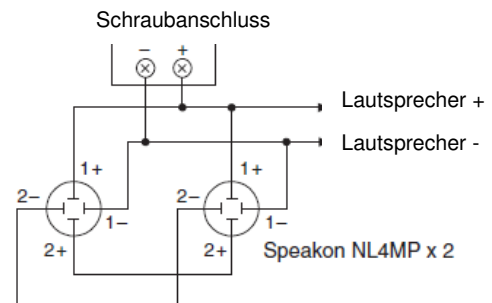 Schraubanschluss
– +
Lautsprecher +
Lautsprecher -
1+ 1+
2– 2–
1– 1–
2+ 2+
Speakon NL4MP x 2